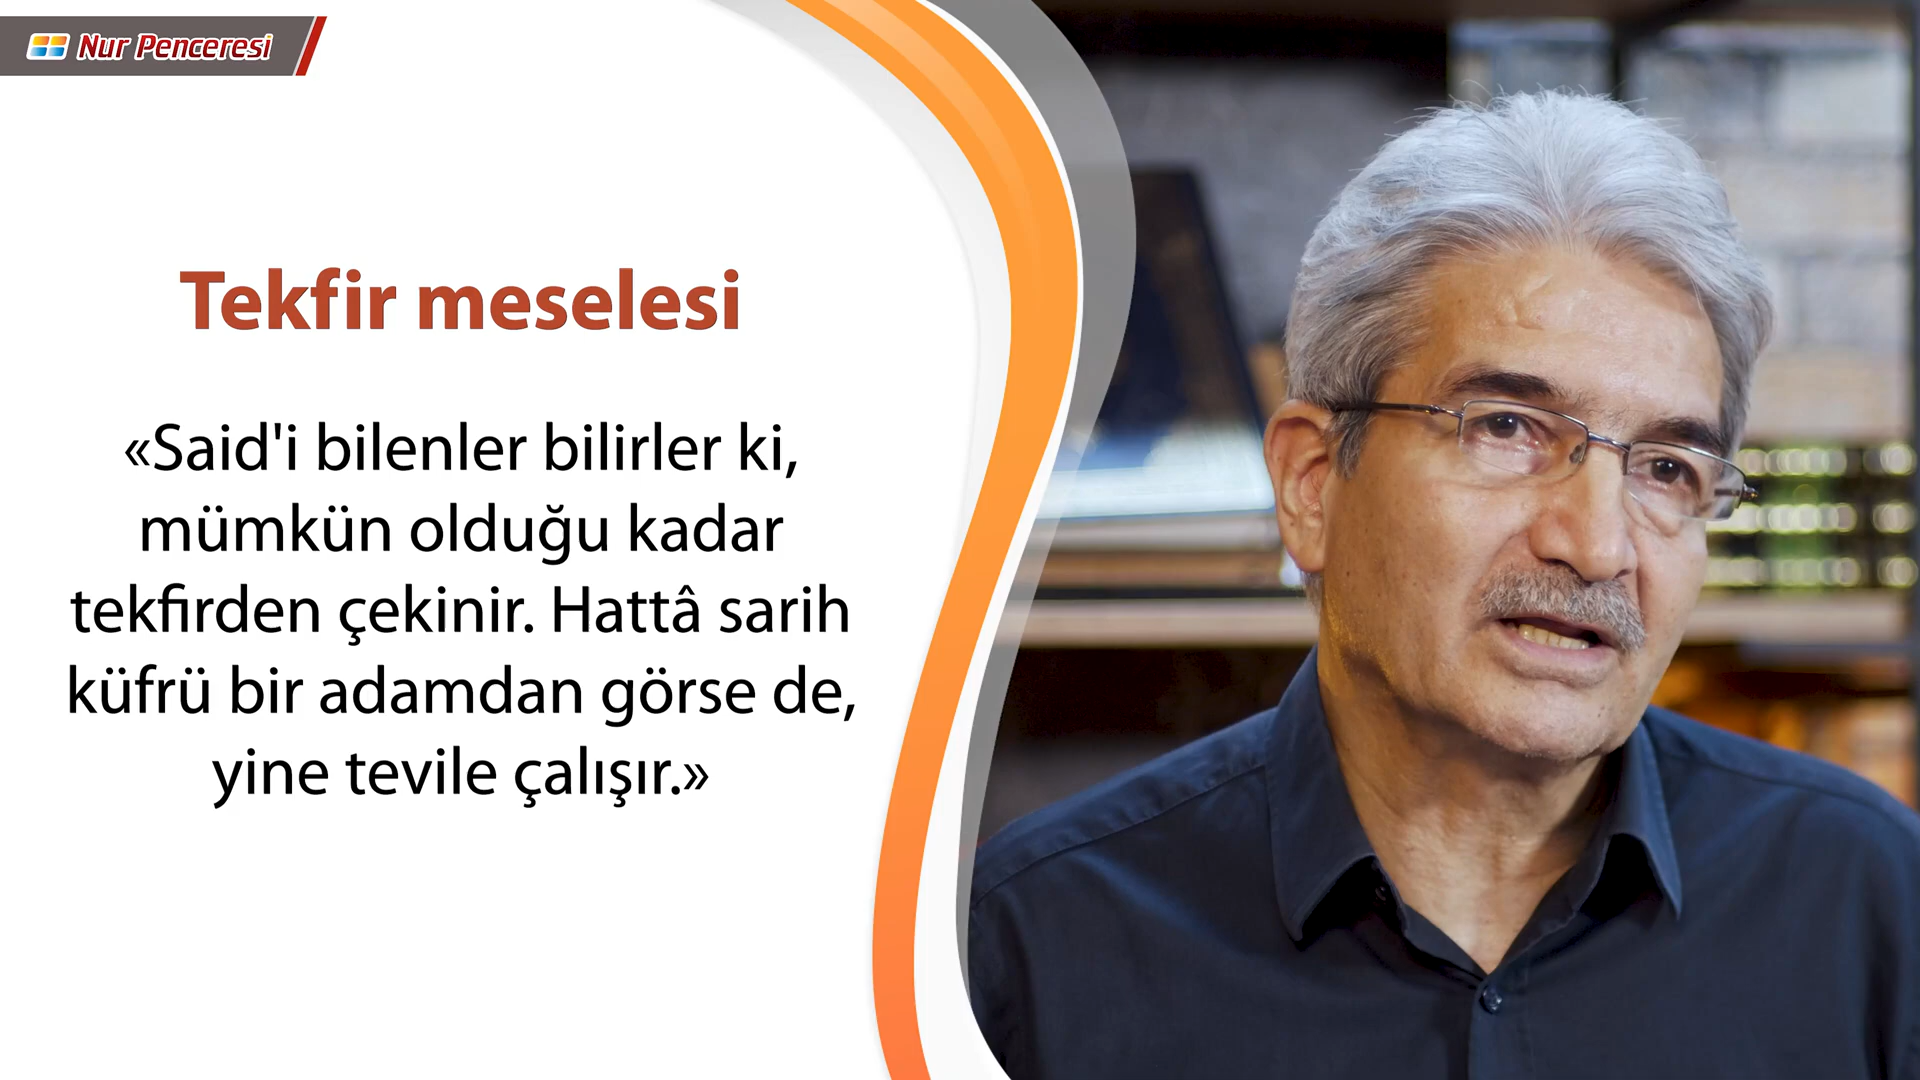 Nur Penceresi
Tekfir meselesi
«Said'i bilenler bilirler ki,
mümkün olduğu kadar
tekfirden çekinir. Hattâ sarih
küfrü bir adamdan görse de,
yine tevile çalışır.»